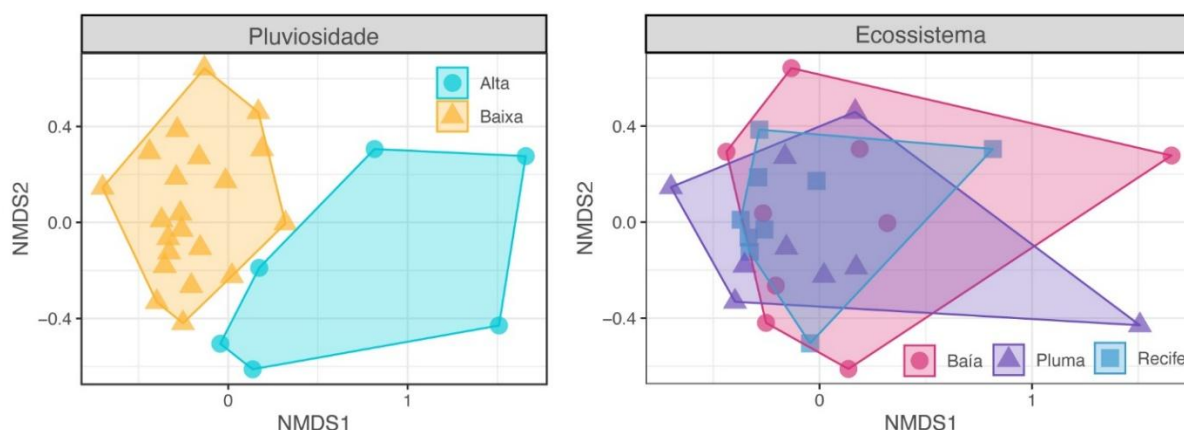 Pluviosidade
Alta
Baixa
0.4
0.0
−0.4
NMDS2
0
1
NMDS1
Ecossistema
0.4
0.0
−0.4
NMDS2
Baía
Pluma
Recife
0
1
NMDS1